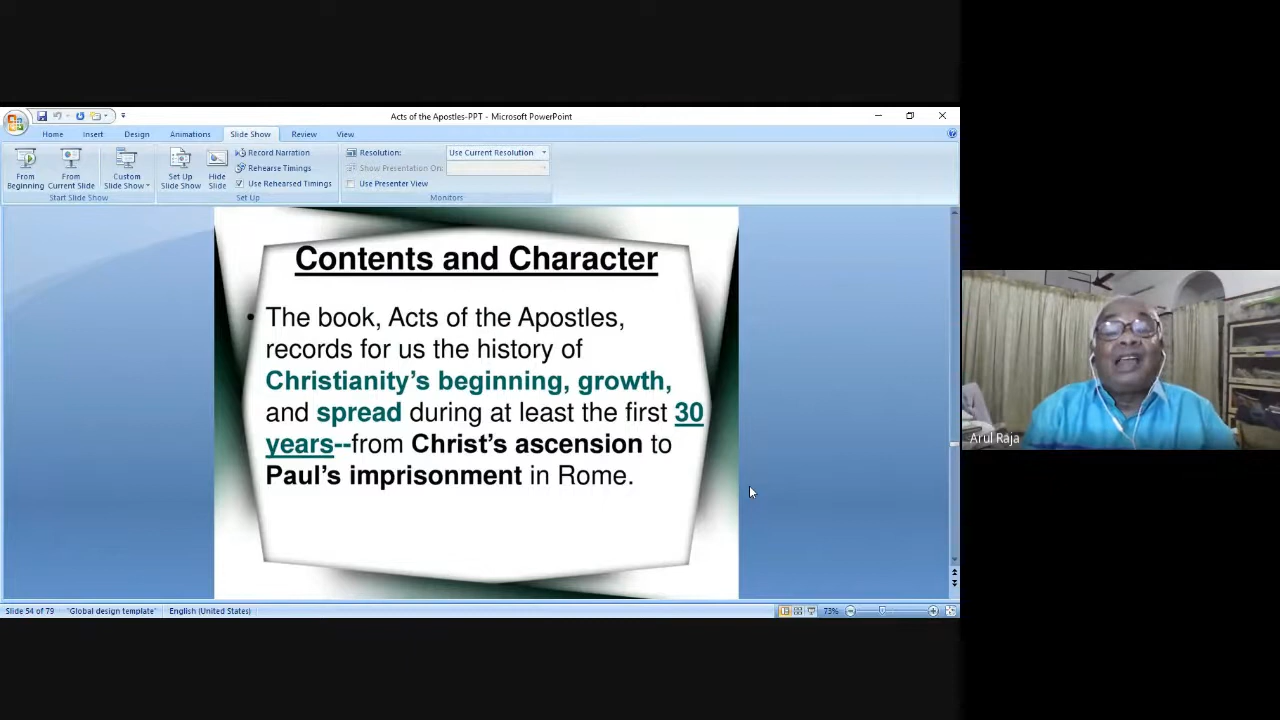 Acts of the Apostles-PPT - Microsoft PowerPoint
Home Insert Design Animations Slide Show Review View
From Beginning
From Current Slide
Custom Slide Show
Start Slide Show
Set Up Slide Show
Hide Slide
Record Narration
Rehearse Timings
Use Rehearsed Timings
Set Up
Resolution: Use Current Resolution
Show Presentation On:
Use Presenter View
Monitors
Contents and Character
• The book, Acts of the Apostles,
records for us the history of
Christianity’s beginning, growth,
and spread during at least the first 30
years--from Christ’s ascension to
Paul’s imprisonment in Rome.
Arul Raja
Slide 54 of 79 "Global design template" English (United States) 73%